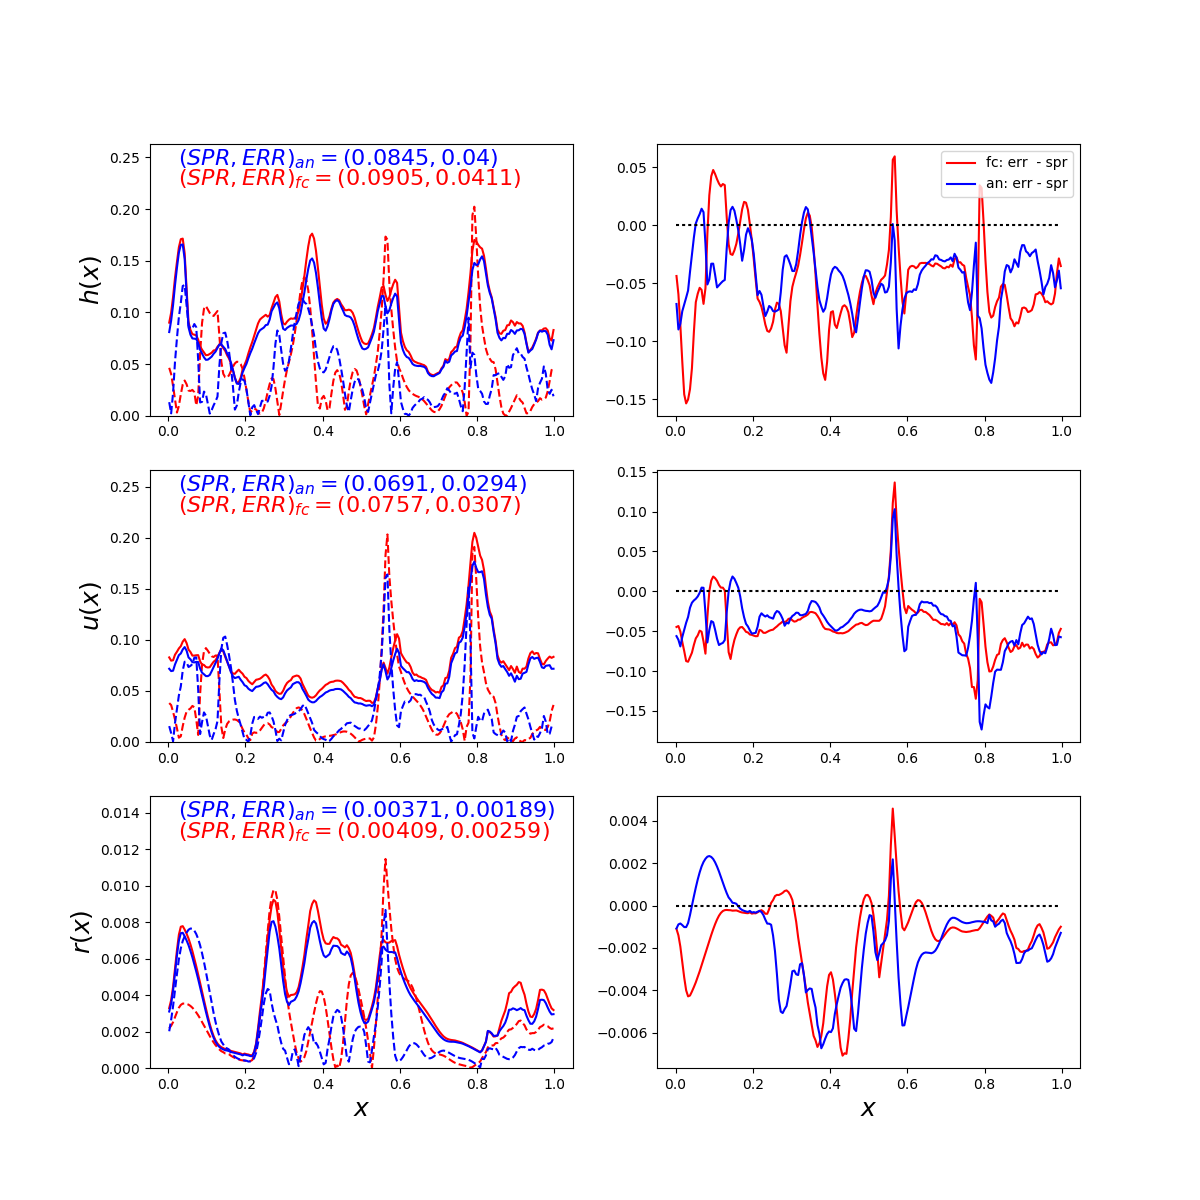 (SPR, ERR)an = (0.0845, 0.04)
(SPR, ERR)fc = (0.0905, 0.0411)
h(x)
0.25
0.20
0.15
0.10
0.05
0.00
0.0 0.2 0.4 0.6 0.8 1.0
fc: err - spr
an: err - spr
0.05
0.00
−0.05
−0.10
−0.15
0.0 0.2 0.4 0.6 0.8 1.0
(SPR, ERR)an = (0.0691, 0.0294)
(SPR, ERR)fc = (0.0757, 0.0307)
u(x)
0.25
0.20
0.15
0.10
0.05
0.00
0.0 0.2 0.4 0.6 0.8 1.0
0.15
0.10
0.05
0.00
−0.05
−0.10
−0.15
0.0 0.2 0.4 0.6 0.8 1.0
(SPR, ERR)an = (0.00371, 0.00189)
(SPR, ERR)fc = (0.00409, 0.00259)
r(x)
0.014
0.012
0.010
0.008
0.006
0.004
0.002
0.000
0.0 0.2 0.4 0.6 0.8 1.0
x
0.004
0.002
0.000
−0.002
−0.004
−0.006
0.0 0.2 0.4 0.6 0.8 1.0
x